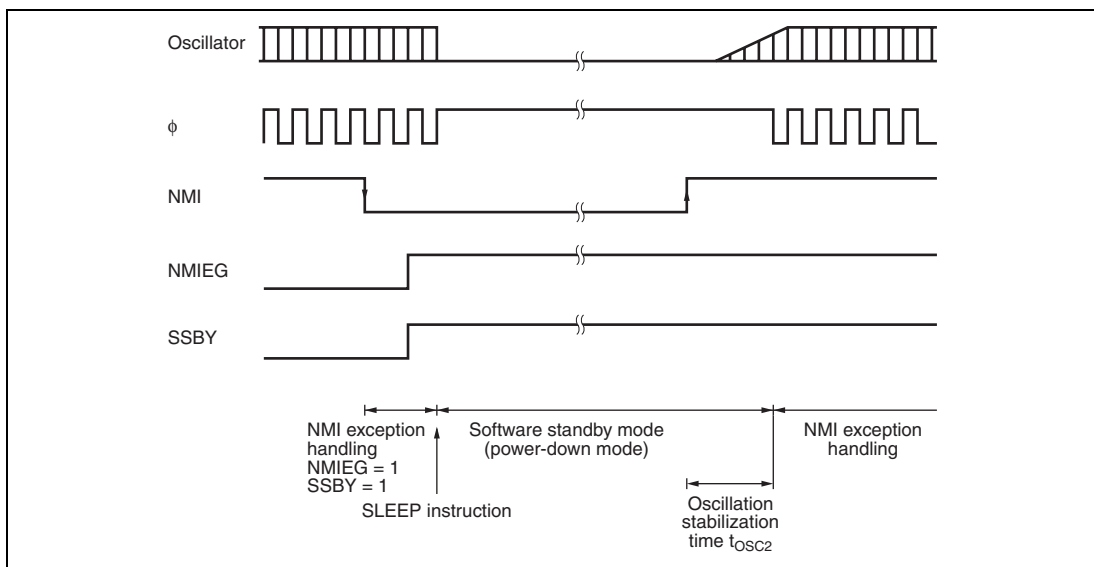 Oscillator
ϕ
NMI
NMIEG
SSBY
NMI exception
handling
NMIEG = 1
SSBY = 1
SLEEP instruction
Software standby mode
(power-down mode)
Oscillation
stabilization
time tOSC2
NMI exception
handling